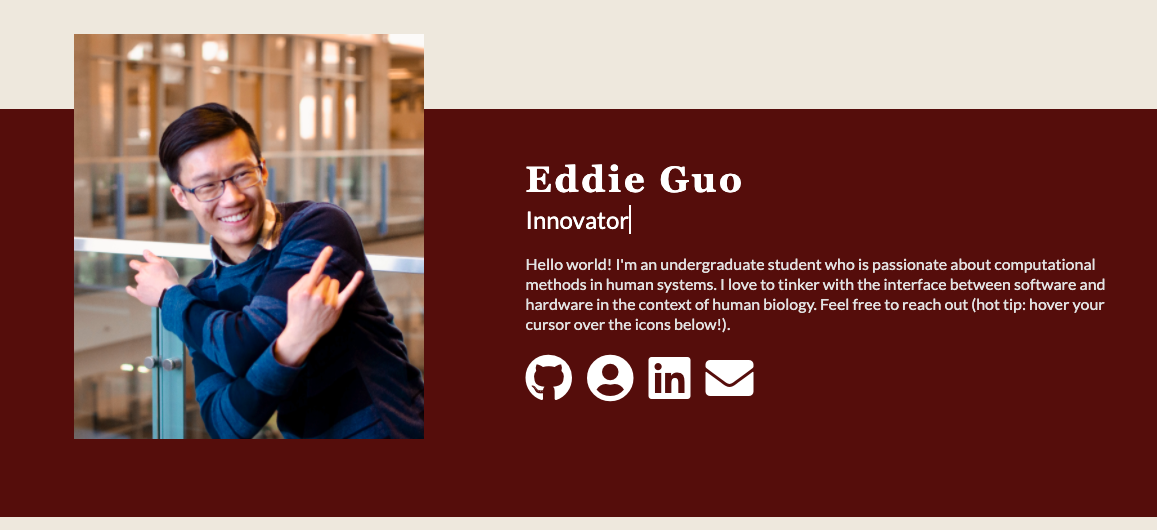 Eddie Guo
Innovator
Hello world! I'm an undergraduate student who is passionate about computational
methods in human systems. I love to tinker with the interface between software and
hardware in the context of human biology. Feel free to reach out (hot tip: hover your
cursor over the icons below!).
in